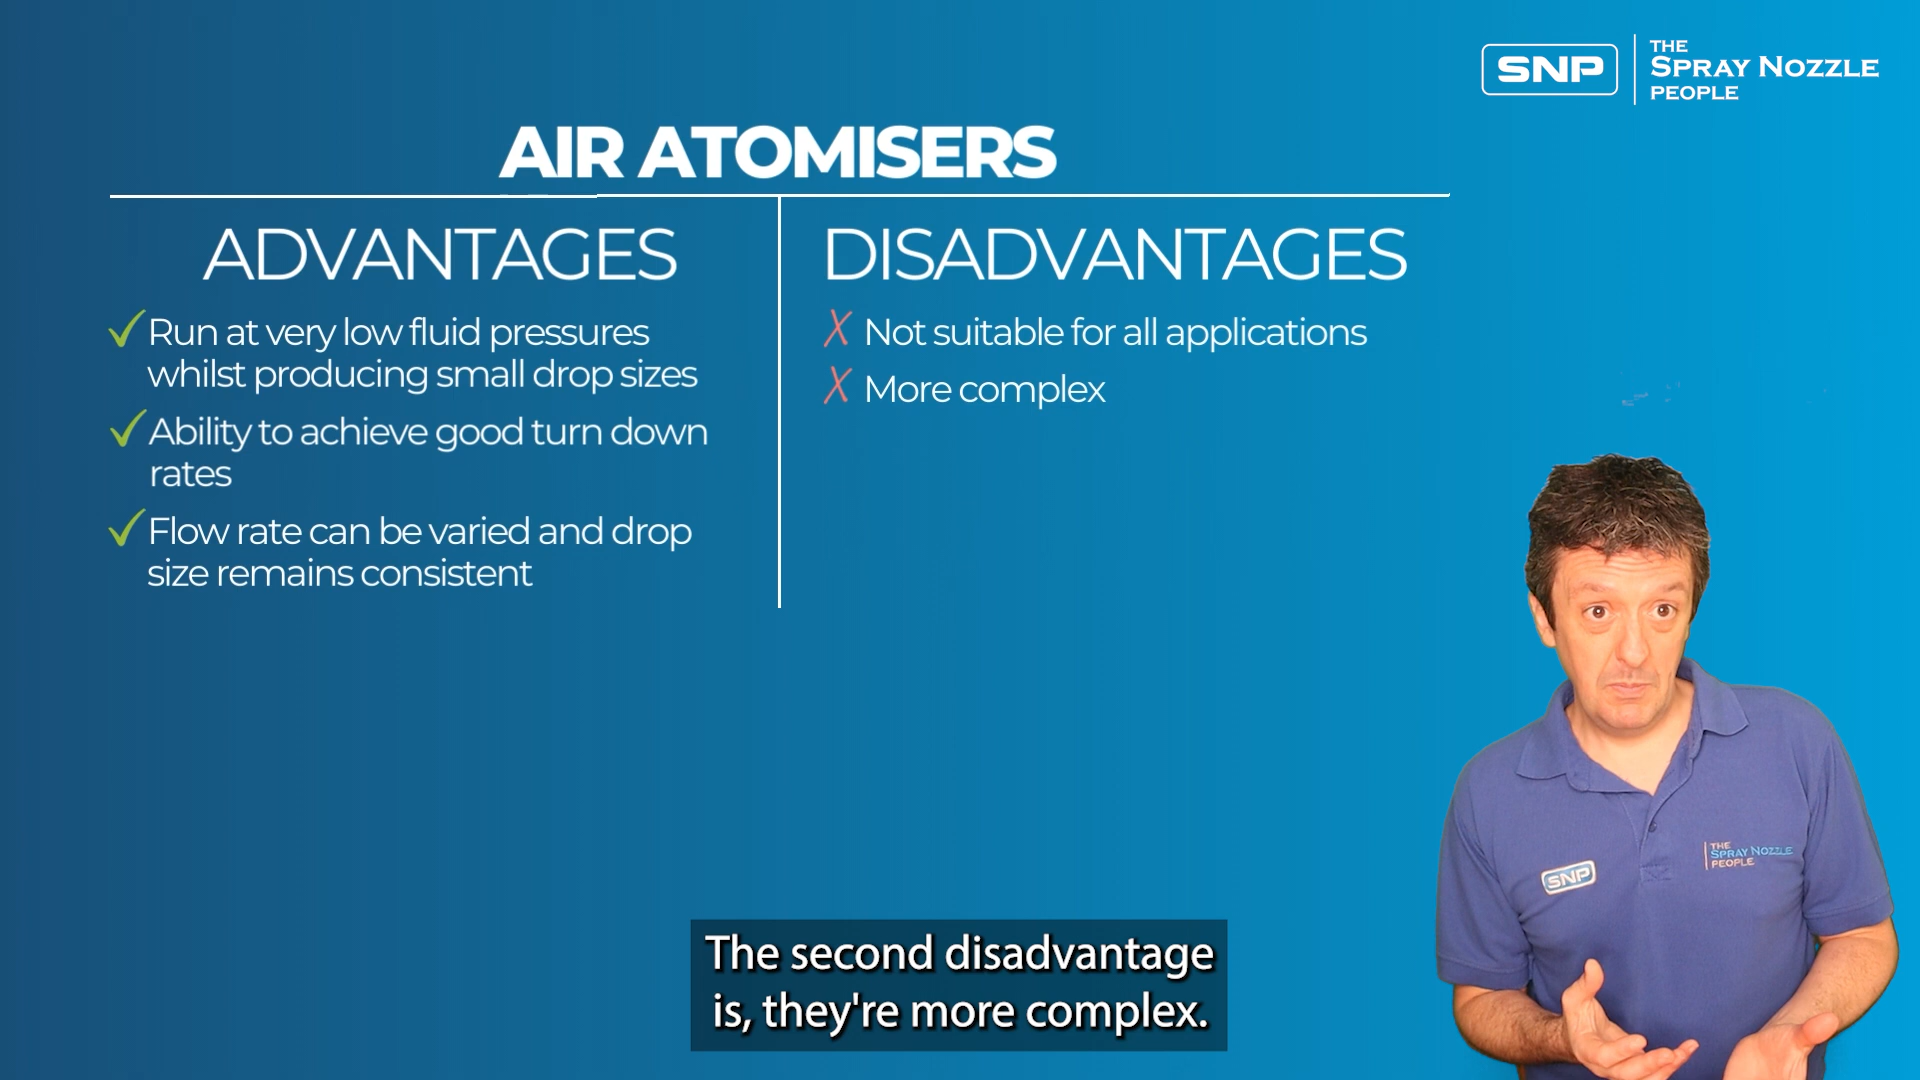 SNP
THE
SPRAY NOZZLE
PEOPLE
AIR ATOMISERS
ADVANTAGES
Run at very low fluid pressures
whilst producing small drop sizes
Ability to achieve good turn down
rates
Flow rate can be varied and drop
size remains consistent
DISADVANTAGES
Not suitable for all applications
More complex
THE
SPRAY NOZZLE
PEOPLE
SNP
The second disadvantage
is, they're more complex.